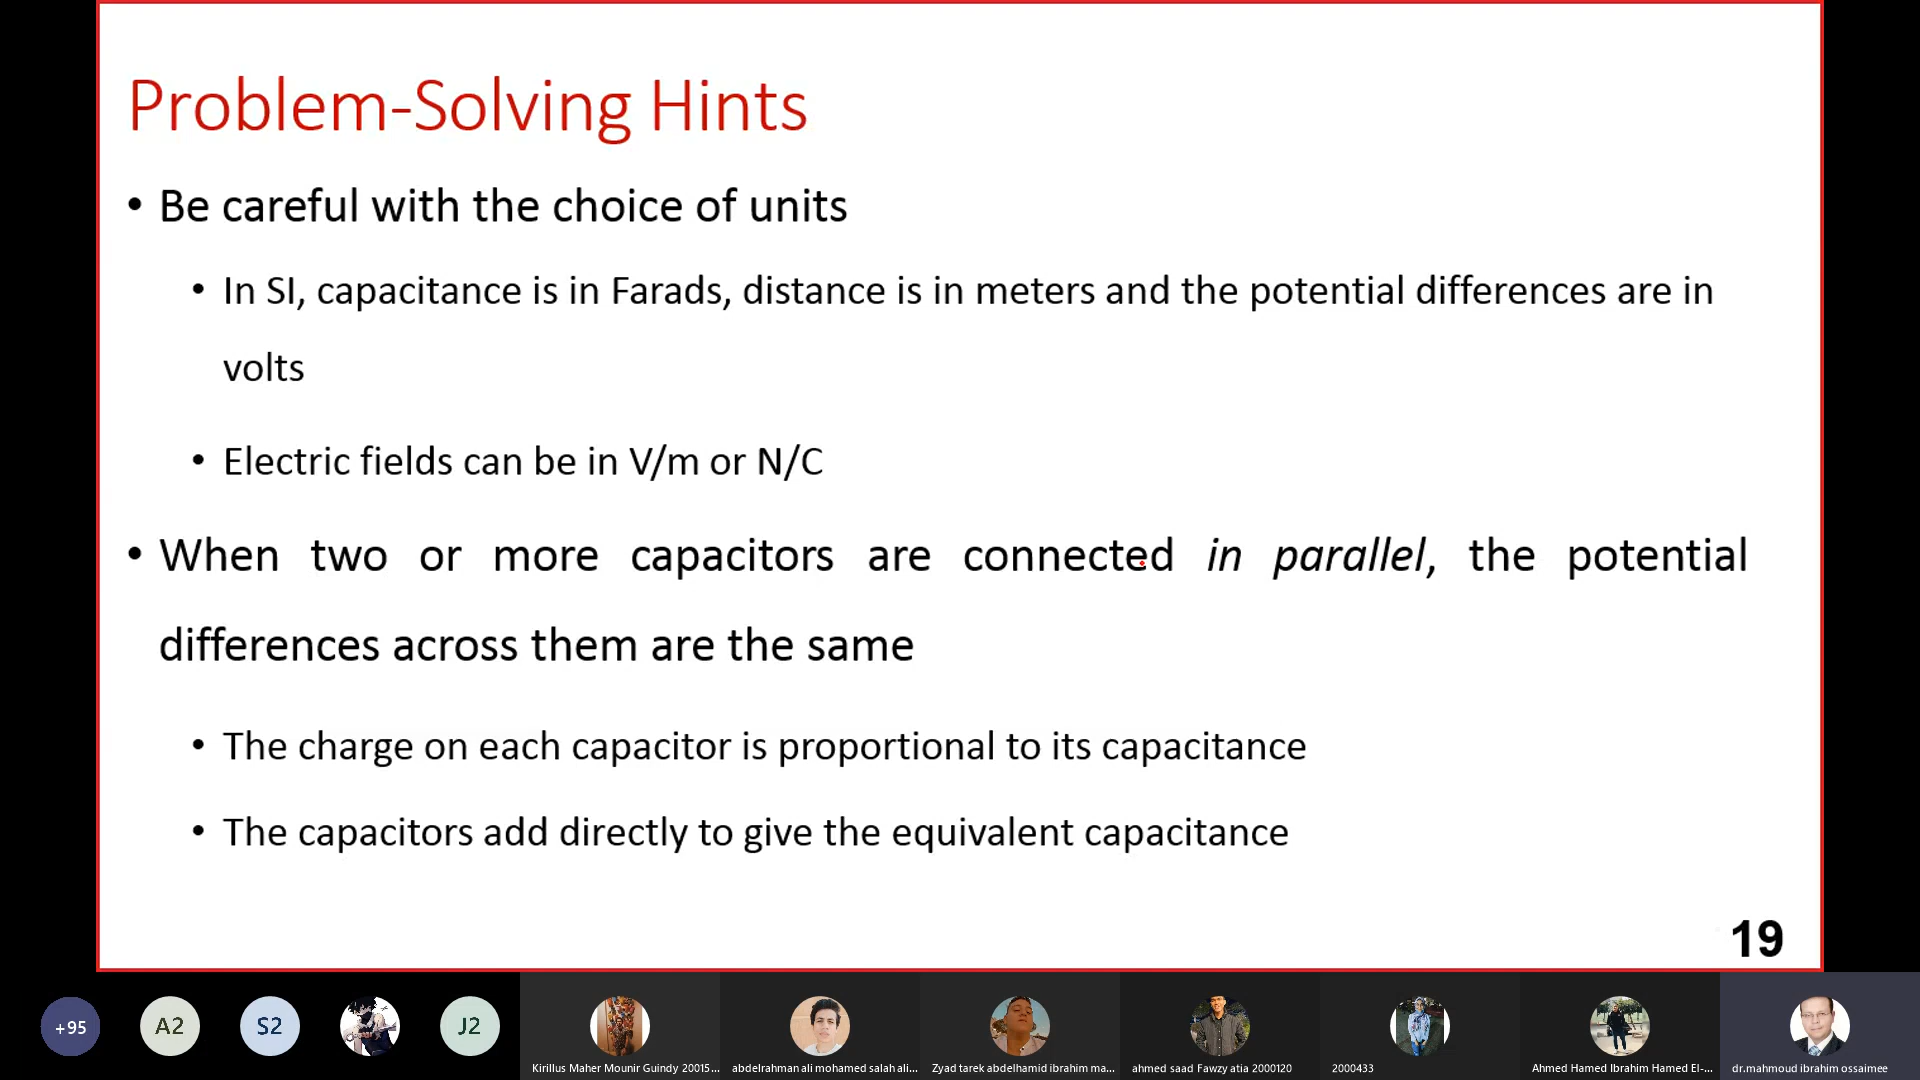 Problem-Solving Hints
• Be careful with the choice of units
• In SI, capacitance is in Farads, distance is in meters and the potential differences are in
volts
• Electric fields can be in V/m or N/C
• When two or more capacitors are connected in parallel, the potential
differences across them are the same
• The charge on each capacitor is proportional to its capacitance
• The capacitors add directly to give the equivalent capacitance
19
+95
A2
S2
J2
Kirillus Maher Mounir Guindy 20015...
abdelrahman ali mohamed salah ali...
Zyad tarek abdelhamid ibrahim ma...
ahmed saad Fawzy atia 2000120
2000433
Ahmed Hamed Ibrahim Hamed El-...
dr.mahmoud ibrahim ossaimee